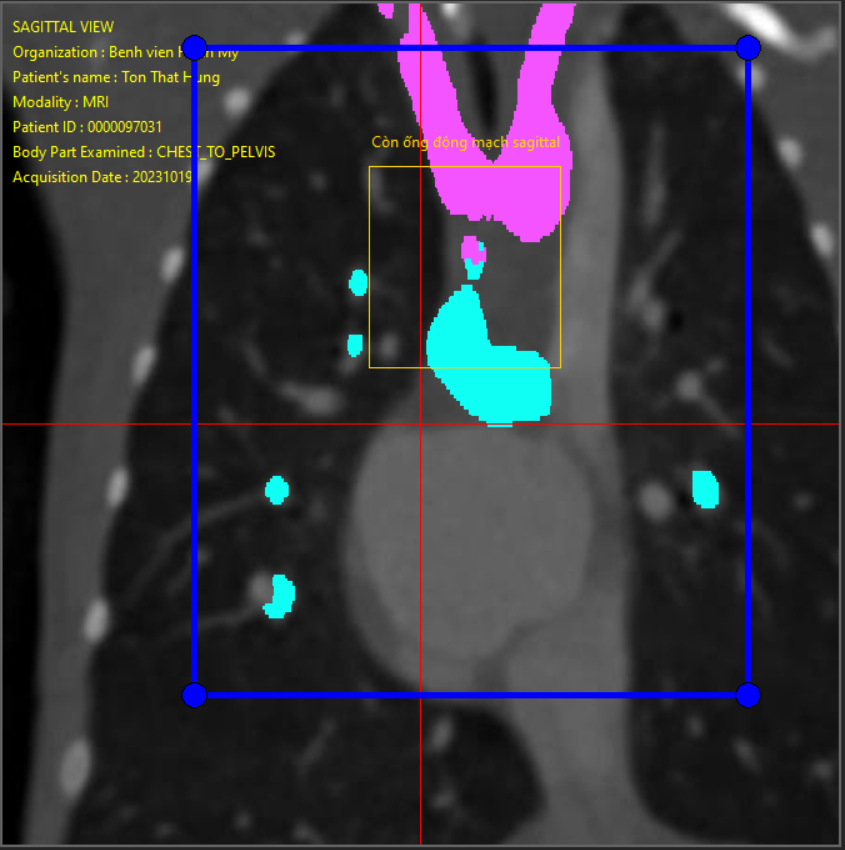 SAGITTAL VIEW
Organization : Benh vien H My
Patient's name : Ton That Hung
Modality : MRI
Patient ID : 0000097031
Body Part Examined : CHEST_TO_PELVIS
Acquisition Date : 20231019
Còn ống động mạch sagittal